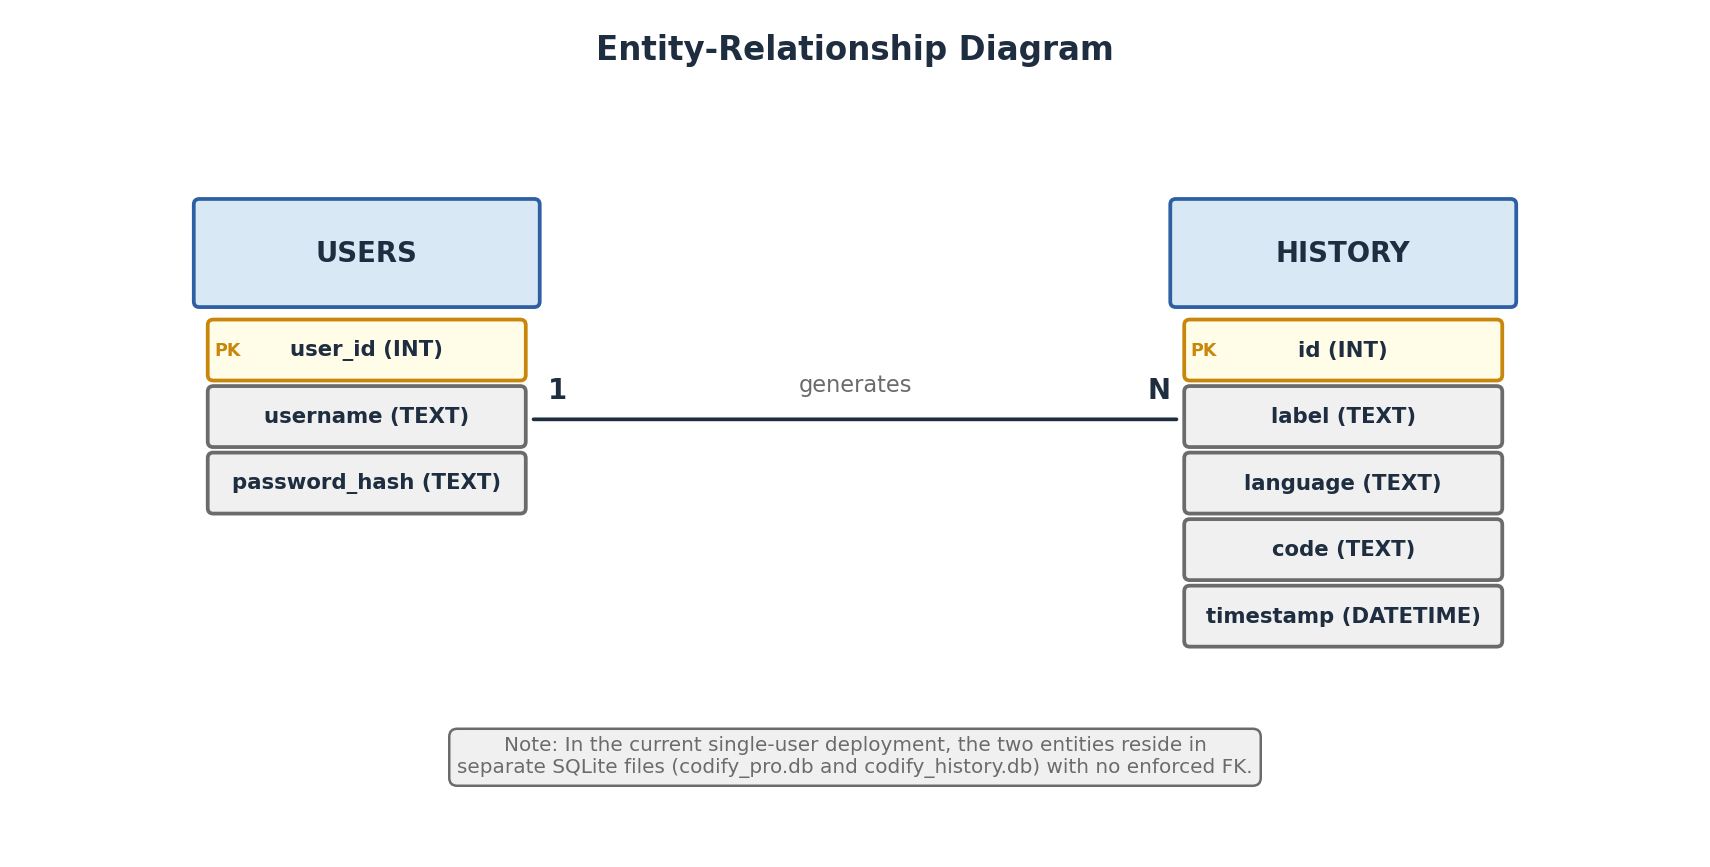 Entity-Relationship Diagram
USERS
PK user_id (INT)
username (TEXT)
password_hash (TEXT)
1
generates
N
HISTORY
PK id (INT)
label (TEXT)
language (TEXT)
code (TEXT)
timestamp (DATETIME)
Note: In the current single-user deployment, the two entities reside in
separate SQLite files (codify_pro.db and codify_history.db) with no enforced FK.